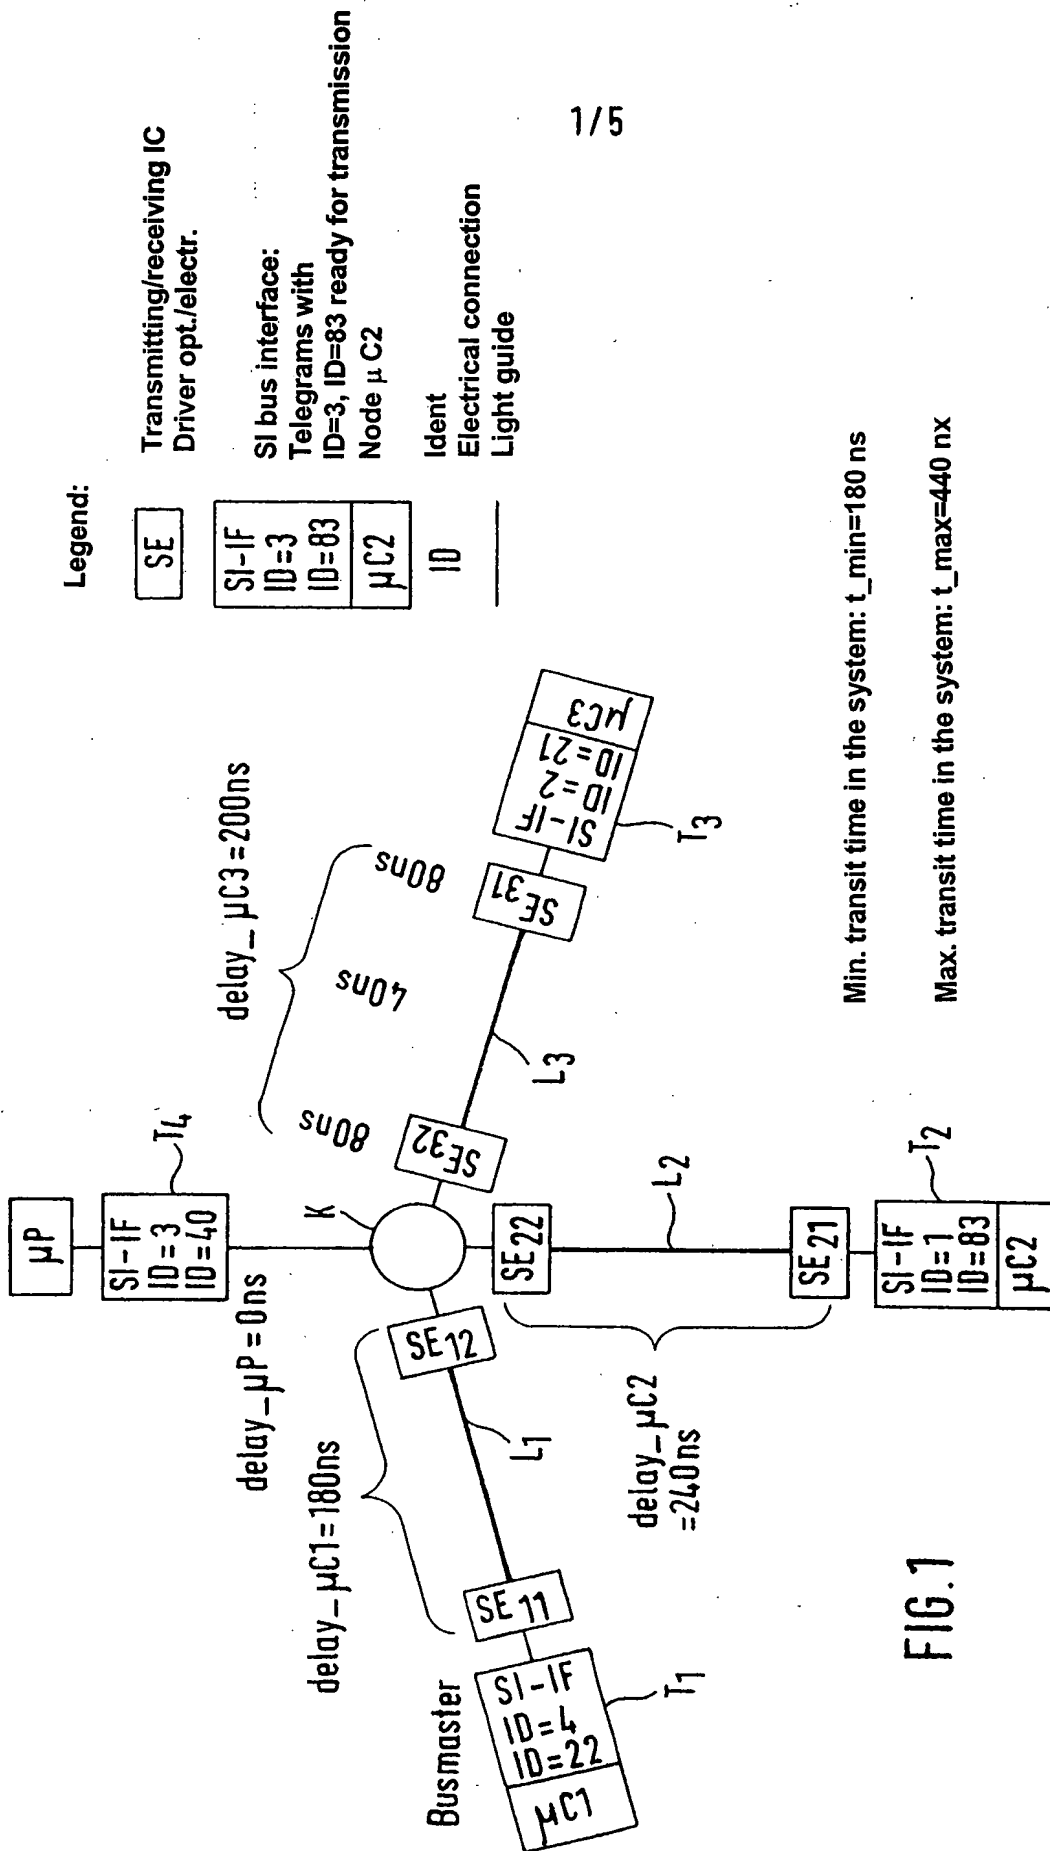 1/5
Legend:
SE
Transmitting/receiving IC
Driver opt./electr.
SI-IF
ID=3
ID=83
μC2
SI bus interface:
Telegrams with
ID=3, ID=83 ready for transmission
Node μ C2
ID
Ident
Electrical connection
Light guide
μP
SI-IF
ID=3
ID=40
T4
delay_μP=0ns
K
delay_μC1=180ns
SE12
L1
SE11
Busmaster
SI-IF
ID=4
ID=22
μC1
T1
delay_μC3=200ns
80ns
40ns
80ns
SE32
L3
SE31
SI-IF
ID=2
ID=21
μC3
T3
SE22
L2
SE21
delay_μC2
=240ns
SI-IF
ID=1
ID=83
μC2
T2
Min. transit time in the system: t_min=180 ns
Max. transit time in the system: t_max=440 nx
FIG.1